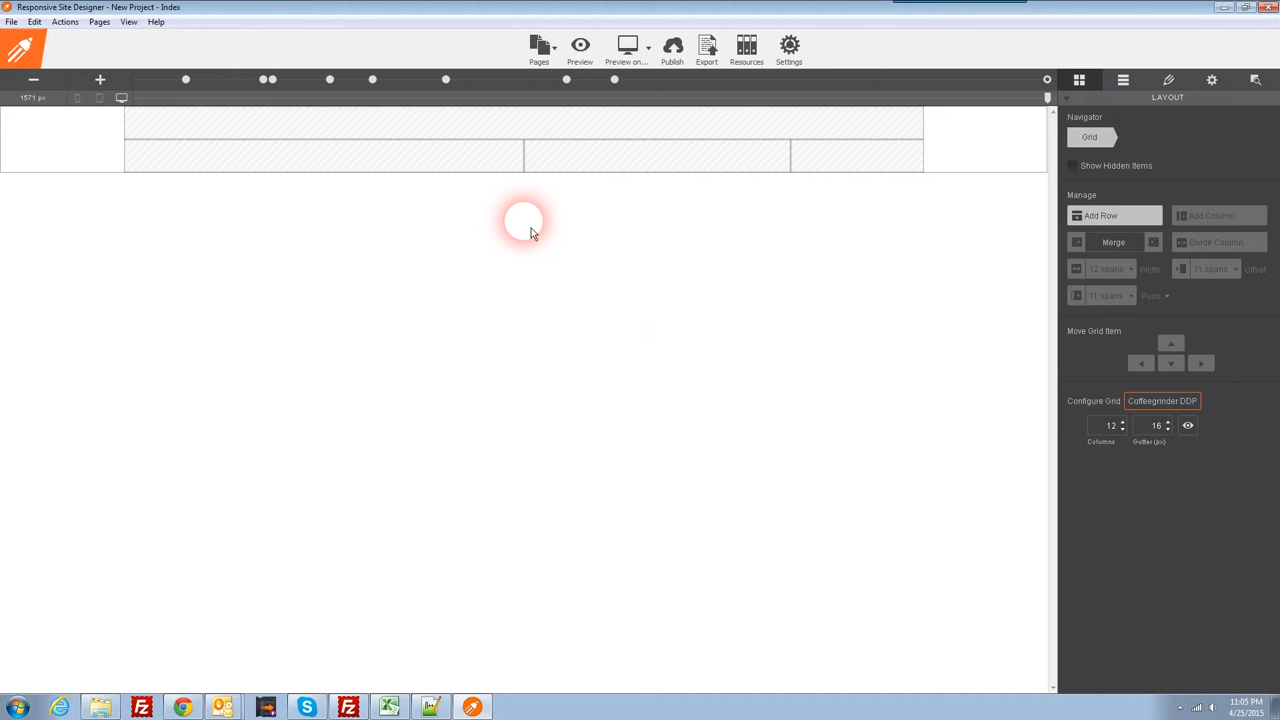 Responsive Site Designer - New Project - Index
File Edit Actions Pages View Help
Pages Preview Preview on... Publish Export Resources Settings
1571 px
LAYOUT
Navigator
Grid
Show Hidden Items
Manage
Add Row Add Column
Merge Divide Column
12 spans Width 11 spans Offset
11 spans Push
Move Grid Item
Configure Grid Coffeegrinder DDP
12 16
Columns Gutter (px)
11:05 PM
4/25/2015